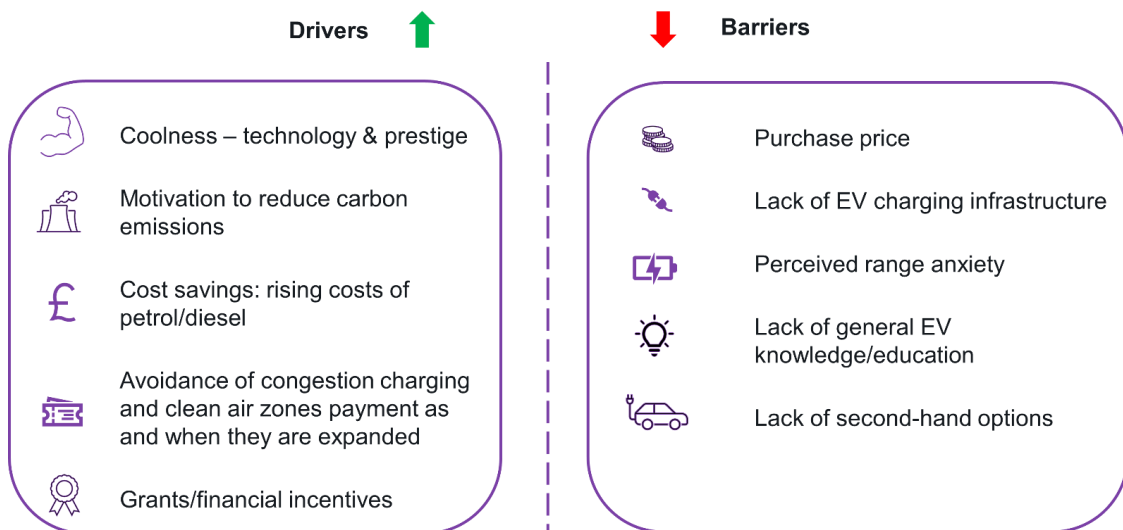 Drivers
Coolness – technology & prestige
Motivation to reduce carbon
emissions
£
Cost savings: rising costs of
petrol/diesel
Avoidance of congestion charging
and clean air zones payment as
and when they are expanded
Grants/financial incentives
Barriers
Purchase price
Lack of EV charging infrastructure
Perceived range anxiety
Lack of general EV
knowledge/education
Lack of second-hand options